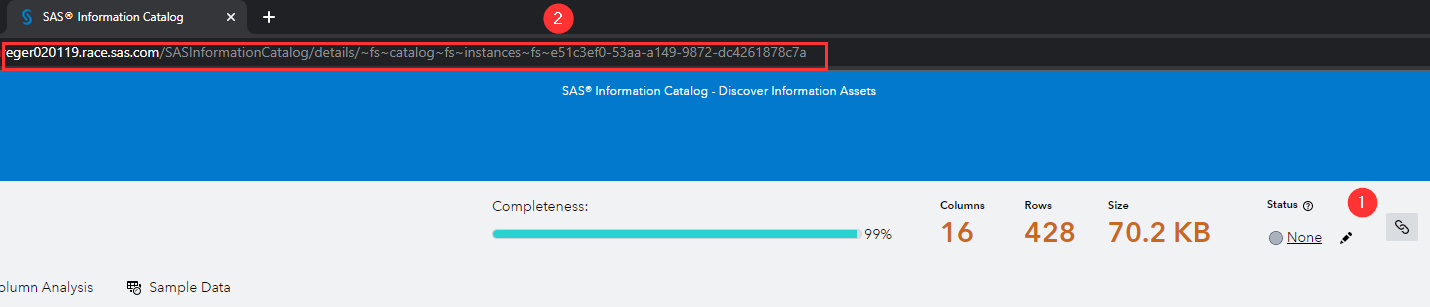 SAS® Information Catalog
2
eger020119.race.sas.com/SASInformationCatalog/details/~fs~catalog~fs~instances~fs~e51c3ef0-53aa-a149-9872-dc4261878c7a
SAS® Information Catalog - Discover Information Assets
Completeness:
99%
Columns
16
Rows
428
Size
70.2 KB
Status
None
1
olumn Analysis
Sample Data